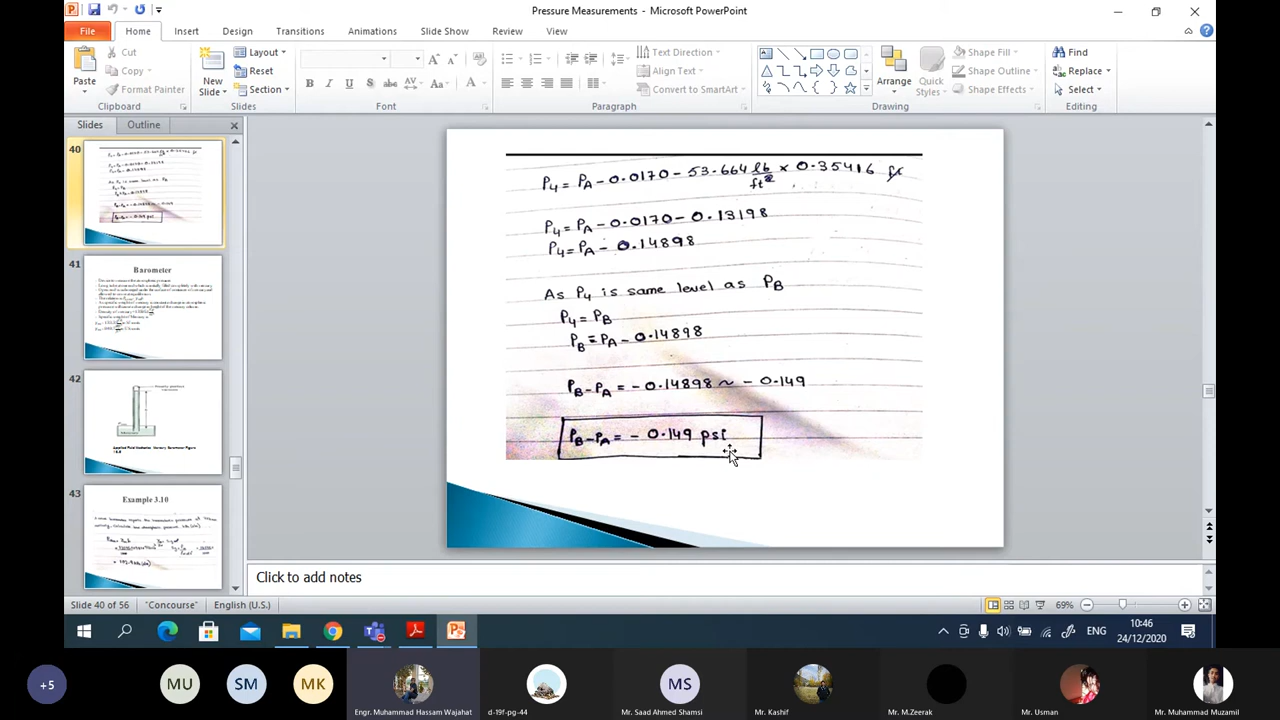 Pressure Measurements - Microsoft PowerPoint
File Home Insert Design Transitions Animations Slide Show Review View
Paste
Cut
Copy
Format Painter
Clipboard
New Slide
Layout
Reset
Section
Slides
B I U S abc AV Aa A
Font
Paragraph
Text Direction
Align Text
Convert to SmartArt
Drawing
Arrange
Quick Styles
Shape Fill
Shape Outline
Shape Effects
Find
Replace
Select
Editing
Slides Outline
40
41
Barometer
42
43
Example 3.10
P4 = PA - 0.0170 - 53.664 lb/ft² × 0.35416 ft
P4 = PA - 0.0170 - 0.13198
P4 = PA - 0.14898
As P4 is same level as PB
P4 = PB
PB = PA - 0.14898
PB - PA = - 0.14898 ~ - 0.149
PB - PA = - 0.149 psi
Click to add notes
Slide 40 of 56 "Concourse" English (U.S.) 69%
ENG
10:46
24/12/2020
+5
MU
SM
MK
MS
Engr. Muhammad Hassam Wajahat
d-19f-pg-44
Mr. Saad Ahmed Shamsi
Mr. Kashif
Mr. M.Zeerak
Mr. Usman
Mr. Muhammad Muzamil